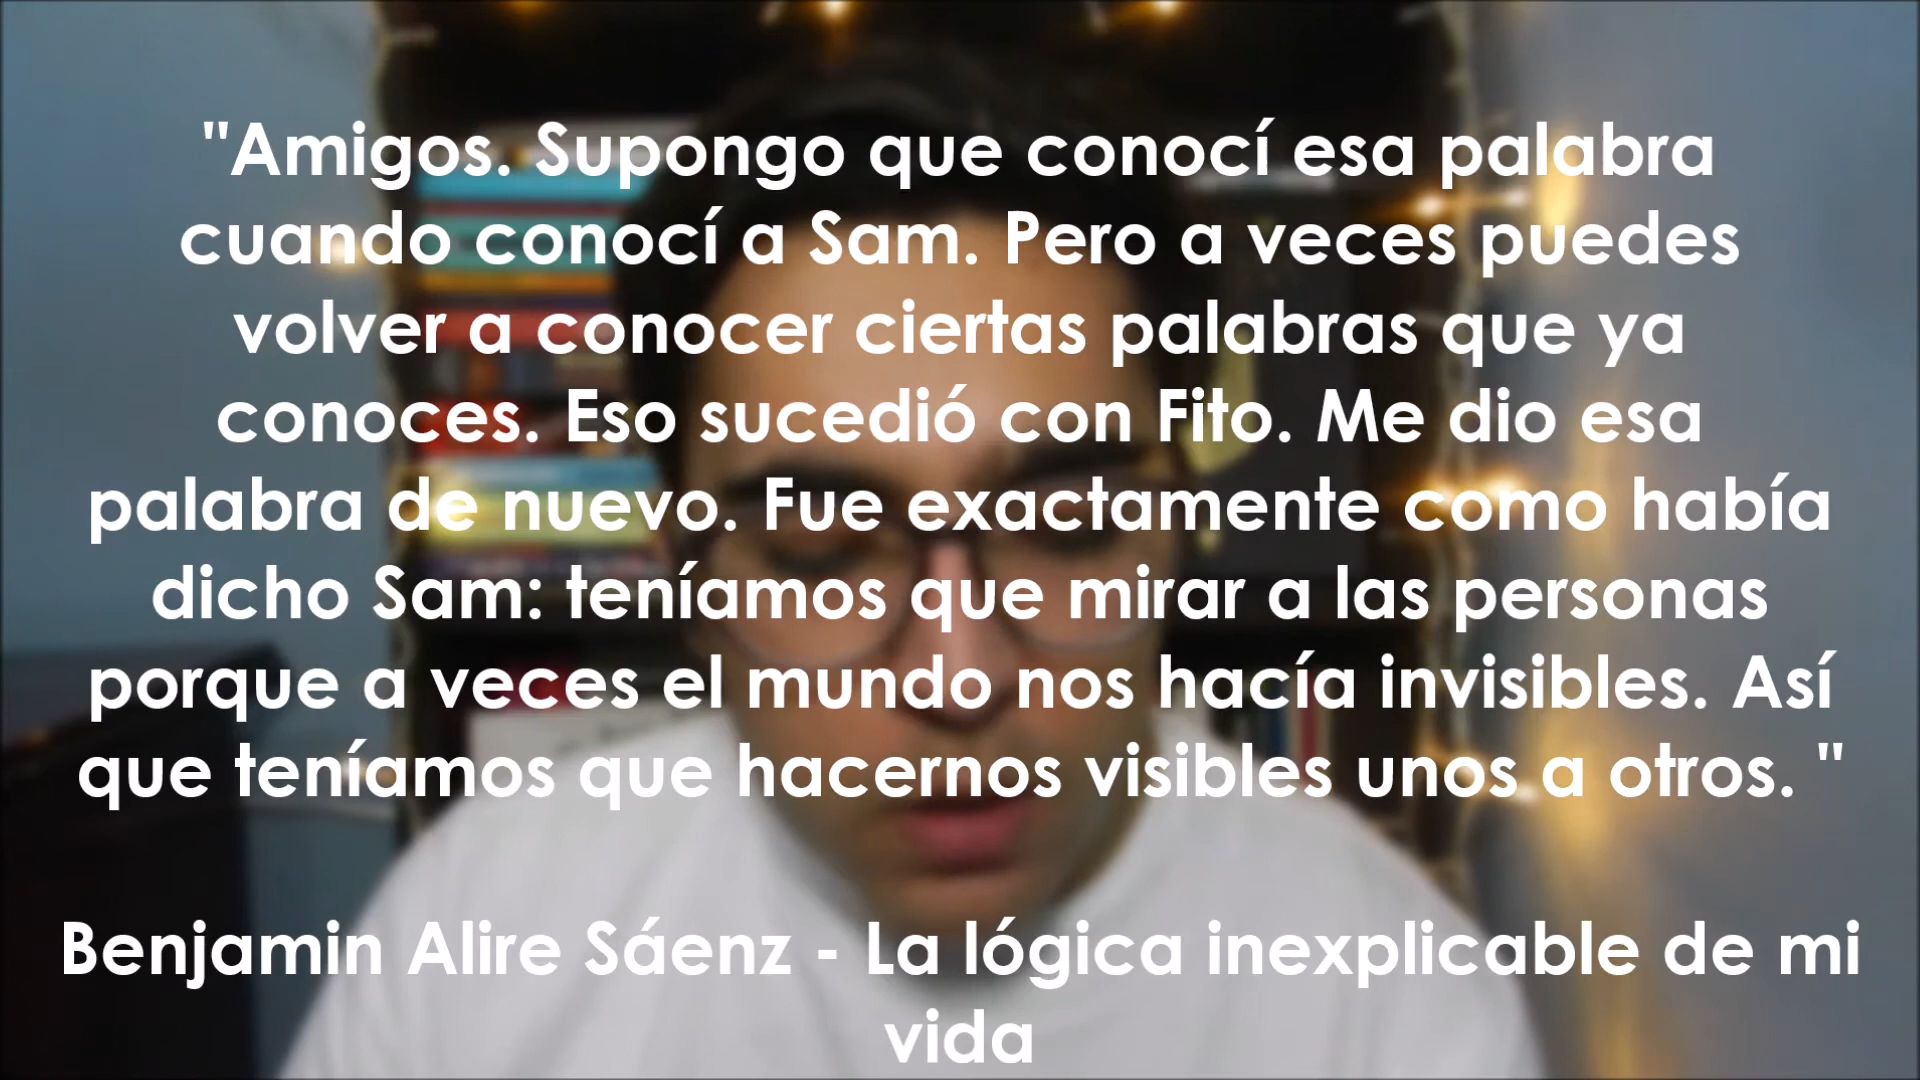 "Amigos. Supongo que conocí esa palabra
cuando conocí a Sam. Pero a veces puedes
volver a conocer ciertas palabras que ya
conoces. Eso sucedió con Fito. Me dio esa
palabra de nuevo. Fue exactamente como había
dicho Sam: teníamos que mirar a las personas
porque a veces el mundo nos hacía invisibles. Así
que teníamos que hacernos visibles unos a otros. "
Benjamin Alire Sáenz - La lógica inexplicable de mi
vida